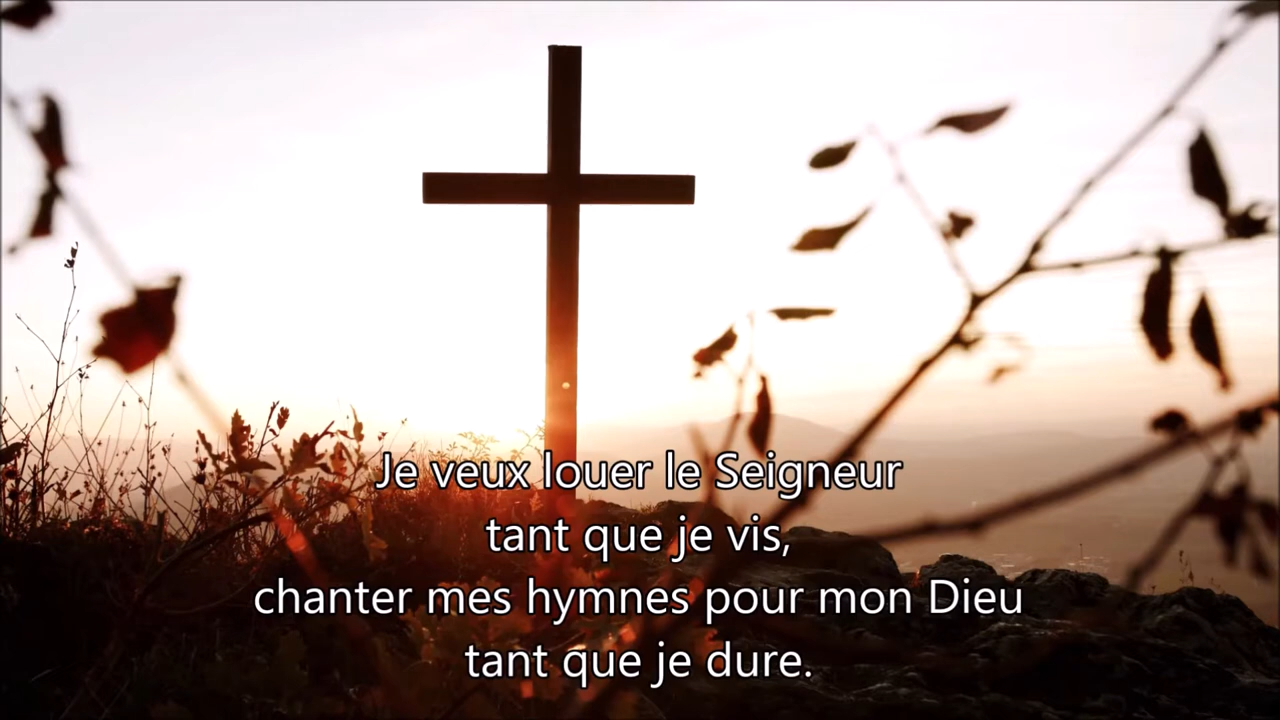 Je veux louer le Seigneur
tant que je vis,
chanter mes hymnes pour mon Dieu
tant que je dure.